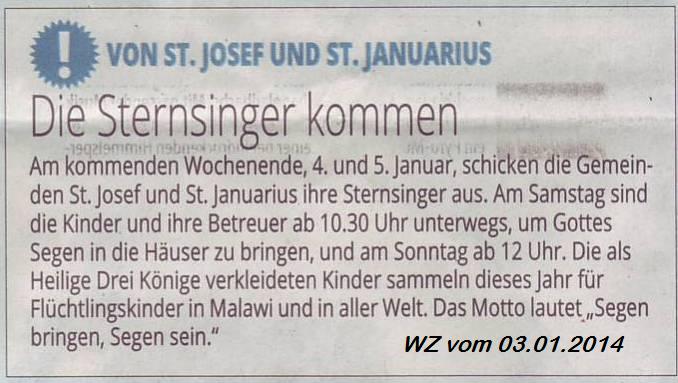 ! VON ST. JOSEF UND ST. JANUARIUS
Die Sternsinger kommen
Am kommenden Wochenende, 4. und 5. Januar, schicken die Gemein-
den St. Josef und St. Januarius ihre Sternsinger aus. Am Samstag sind
die Kinder und ihre Betreuer ab 10.30 Uhr unterwegs, um Gottes
Segen in die Häuser zu bringen, und am Sonntag ab 12 Uhr. Die als
Heilige Drei Könige verkleideten Kinder sammeln dieses Jahr für
Flüchtlingskinder in Malawi und in aller Welt. Das Motto lautet „Segen
bringen, Segen sein.“
WZ vom 03.01.2014